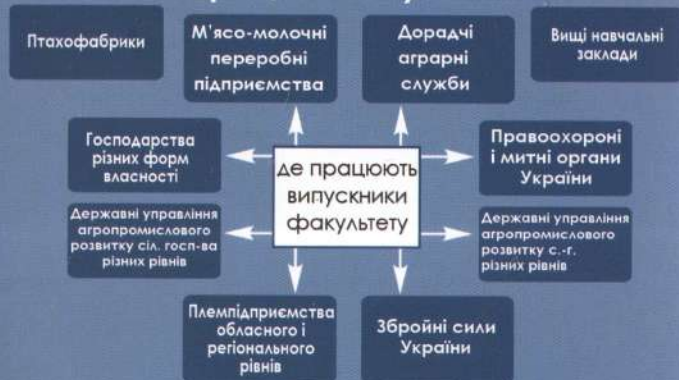 Птахофабрики
М'ясо-молочні
переробні
підприємства
Дорадчі
аграрні
служби
Вищі навчальні
заклади
Господарства
різних форм
власності
де працюють
випускники
факультету
Правоохороні
і митні органи
України
Державні управління
агропромислового
розвитку сіл. госп-ва
різних рівнів
Державні управління
агропромислового
розвитку с.-г.
різних рівнів
Племпідприємства
обласного і
регіонального
рівнів
Збройні сили
України